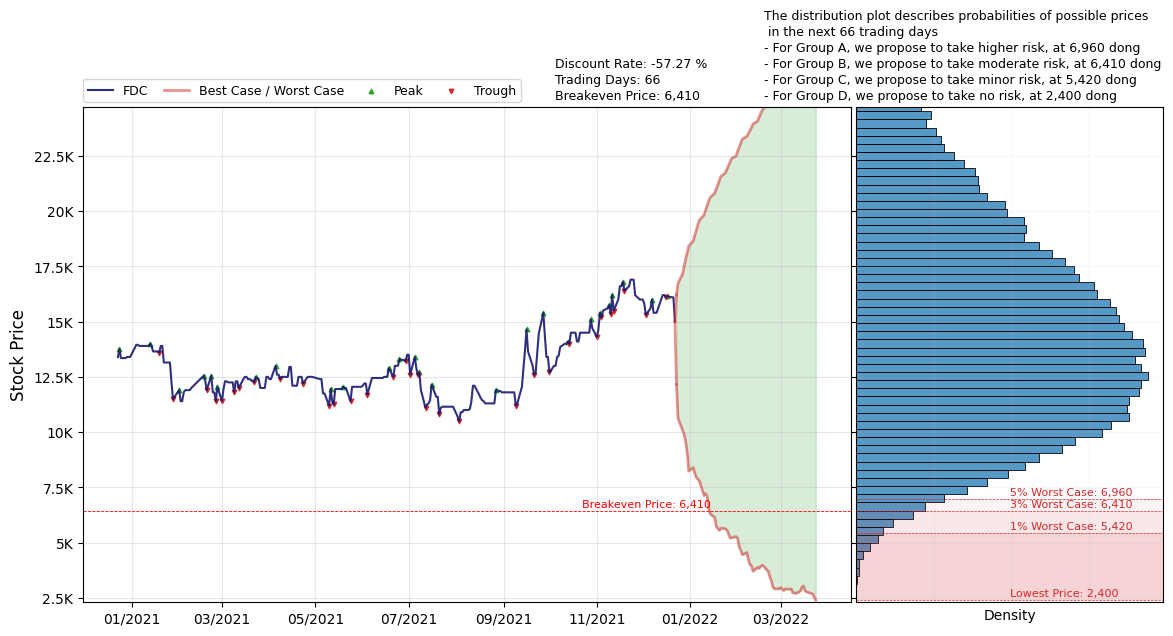 The distribution plot describes probabilities of possible prices
in the next 66 trading days
- For Group A, we propose to take higher risk, at 6,960 dong
- For Group B, we propose to take moderate risk, at 6,410 dong
- For Group C, we propose to take minor risk, at 5,420 dong
- For Group D, we propose to take no risk, at 2,400 dong
Discount Rate: -57.27 %
Trading Days: 66
Breakeven Price: 6,410
FDC Best Case / Worst Case Peak Trough
Stock Price
22.5K
20K
17.5K
15K
12.5K
10K
7.5K
5K
2.5K
Breakeven Price: 6,410
5% Worst Case: 6,960
3% Worst Case: 6,410
1% Worst Case: 5,420
Lowest Price: 2,400
01/2021 03/2021 05/2021 07/2021 09/2021 11/2021 01/2022 03/2022
Density